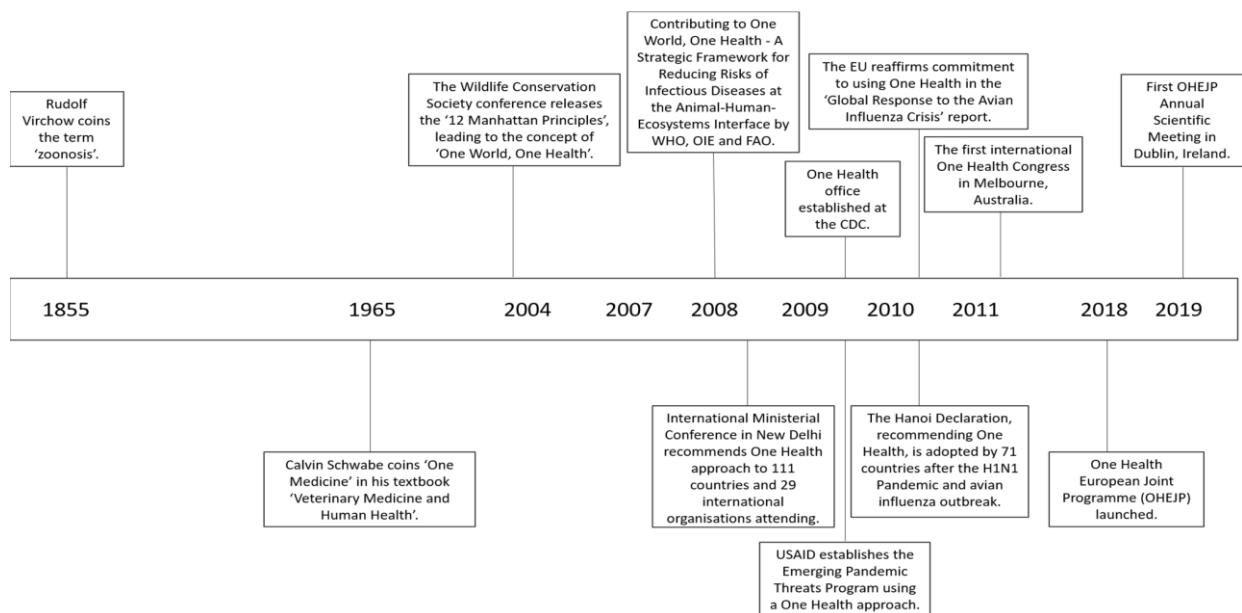 Rudolf
Virchow coins
the term
‘zoonosis’.
The Wildlife Conservation
Society conference releases
the ‘12 Manhattan Principles’,
leading to the concept of
‘One World, One Health’.
Contributing to One
World, One Health - A
Strategic Framework for
Reducing Risks of
Infectious Diseases at
the Animal-Human-
Ecosystems Interface by
WHO, OIE and FAO.
One Health
office
established at
the CDC.
The EU reaffirms commitment
to using One Health in the
‘Global Response to the Avian
Influenza Crisis’ report.
The first international
One Health Congress
in Melbourne,
Australia.
First OHEJP
Annual
Scientific
Meeting in
Dublin, Ireland.
1855 1965 2004 2007 2008 2009 2010 2011 2018 2019
Calvin Schwabe coins ‘One
Medicine’ in his textbook
‘Veterinary Medicine and
Human Health’.
International Ministerial
Conference in New Delhi
recommends One Health
approach to 111
countries and 29
international
organisations attending.
USAID establishes the
Emerging Pandemic
Threats Program using
a One Health approach.
The Hanoi Declaration,
recommending One
Health, is adopted by 71
countries after the H1N1
Pandemic and avian
influenza outbreak.
One Health
European Joint
Programme (OHEJP)
launched.